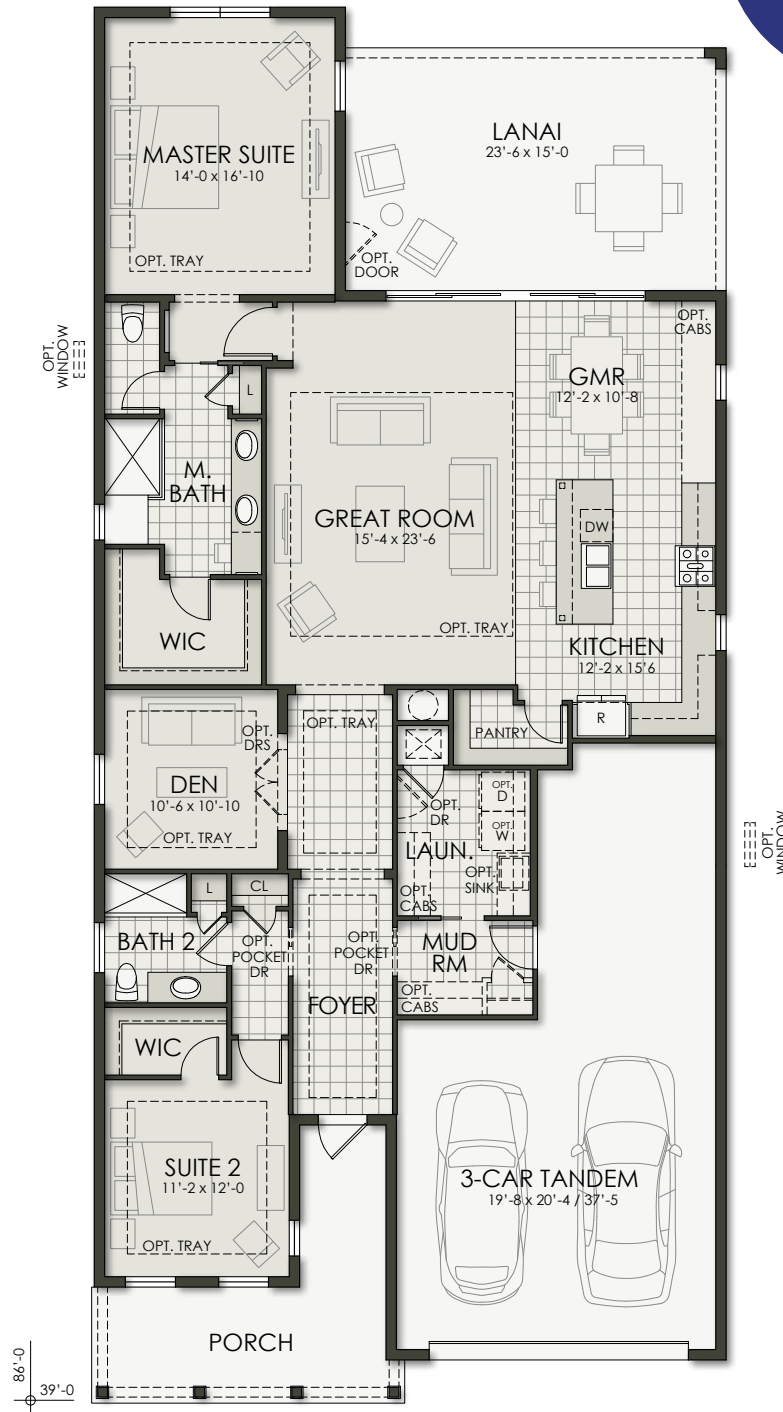 LANAI
23'-6 x 15'-0
MASTER SUITE
14'-0 x 16'-10
OPT. TRAY
OPT.
DOOR
OPT.
WINDOW
OPT.
CABS
GMR
12'-2 x 10'-8
L
M.
BATH
GREAT ROOM
15'-4 x 23'-6
OPT. TRAY
DW
WIC
KITCHEN
12'-2 x 15'6
R
PANTRY
OPT. TRAY
OPT.
DRS
DEN
10'-6 x 10'-10
OPT. TRAY
OPT.
D
OPT.
DR
OPT.
W
LAUN.
OPT.
SINK
OPT.
CABS
OPT.
WINDOW
L
CL
BATH 2
OPT.
POCKET
DR
OPT.
POCKET
DR
MUD
RM
OPT.
CABS
FOYER
WIC
SUITE 2
11'-2 x 12'-0
OPT. TRAY
3-CAR TANDEM
19'-8 x 20'-4 / 37'-5
PORCH
86'-0
39'-0